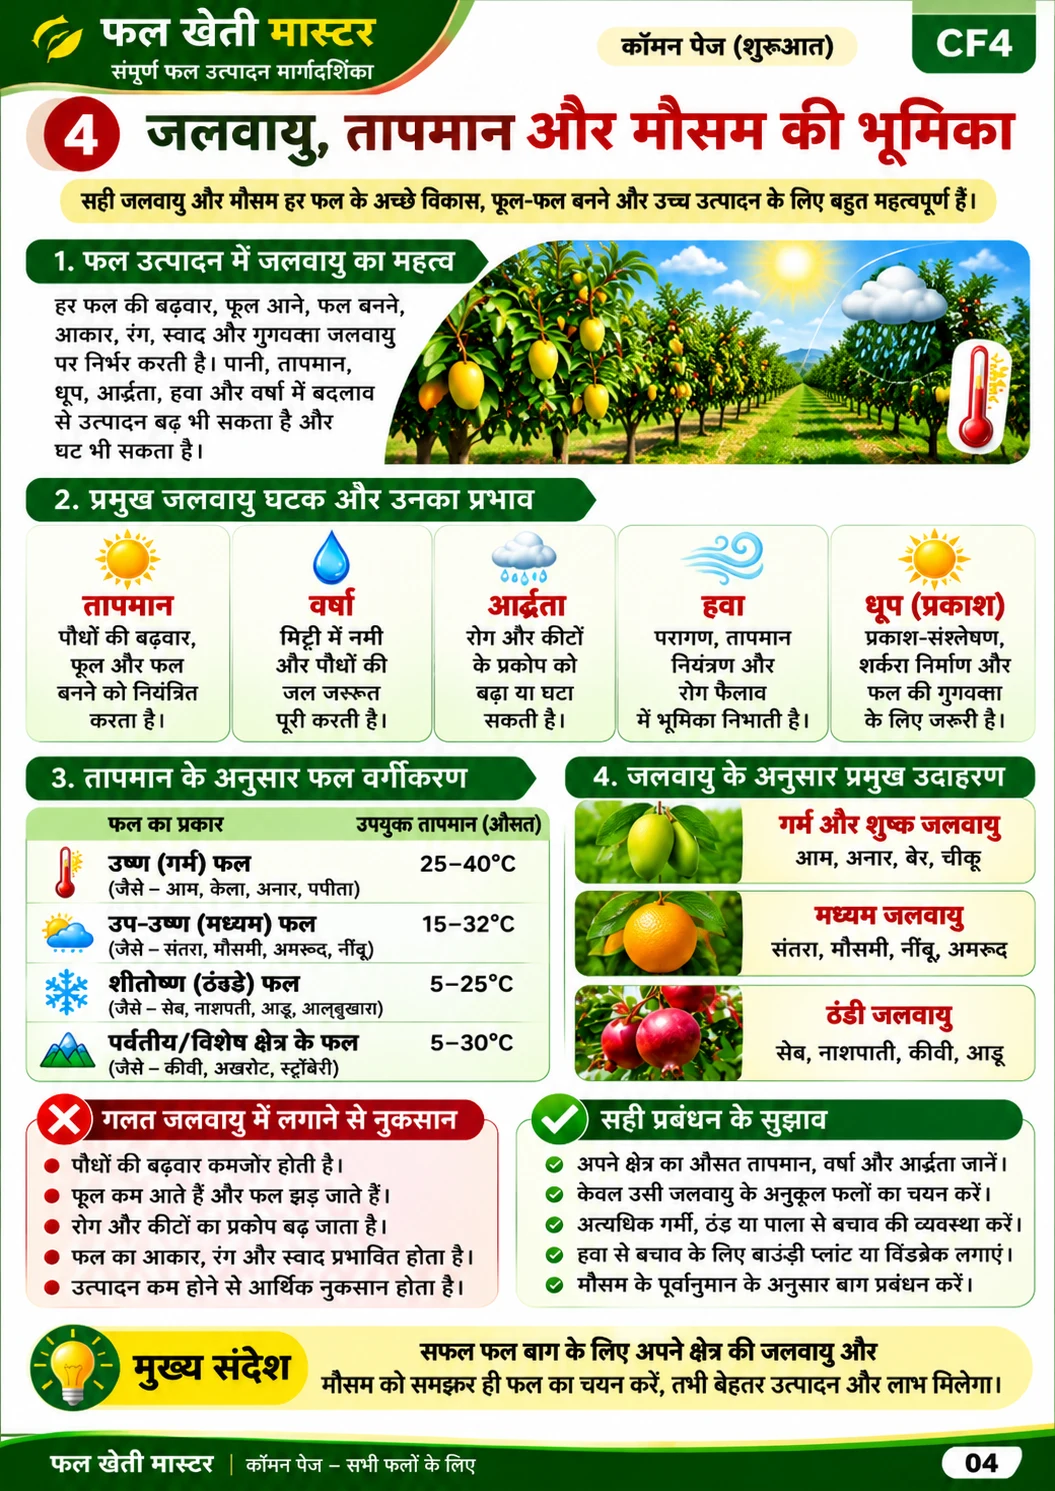 फल खेती मास्टर
संपूर्ण फल उत्पादन मार्गदर्शिका
कॉमन पेज (शुरूआत)
CF4
4
जलवायु, तापमान और मौसम की भूमिका
सही जलवायु और मौसम हर फल के अच्छे विकास, फूल-फल बनने और उच्च उत्पादन के लिए बहुत महत्वपूर्ण हैं।
1. फल उत्पादन में जलवायु का महत्व
हर फल की बढ़वार, फूल आने, फल बनने,
आकार, रंग, स्वाद और गुगवक्ता जलवायु
पर निर्भर करती है। पानी, तापमान,
धूप, आर्द्धता, हवा और वर्षा में बदलाव
से उत्पादन बढ़ भी सकता है और
घट भी सकता है।
2. प्रमुख जलवायु घटक और उनका प्रभाव
तापमान
पौधों की बढ़वार,
फूल और फल
बनने को नियंत्रित
करता है।
वर्षा
मिट्टी में नमी
और पौधों की
जल जस्रूत
पूरी करती है।
आर्द्धता
रोग और कीटों
के प्रकोप को
बढ़ा या घटा
सकती है।
हवा
परागण, तापमान
नियंत्रण और
रोग फैलाव
में भूमिका निभाती है।
धूप (प्रकाश)
प्रकाश-संश्लेषण,
शर्करा निर्माण और
फल की गुगवक्ता
के लिए जरूरी है।
3. तापमान के अनुसार फल वर्गीकरण
फल का प्रकार उपयुक्त तापमान (औसत)
उष्ण (गर्म) फल 25–40°C
(जैसे – आम, केला, अनार, पपीता)
उप-उष्ण (मध्यम) फल 15–32°C
(जैसे – संतरा, मौसमी, अमरूद, नींबू)
शीतोष्ण (ठंडडे) फल 5–25°C
(जैसे – सेब, नाशपती, आडू, आल्बुखारा)
पर्वतीय/विशेष क्षेत्र के फल 5–30°C
(जैसे – कीवी, अखरोट, स्ट्रॉबेरी)
4. जलवायु के अनुसार प्रमुख उदाहरण
गर्म और शुष्क जलवायु
आम, अनार, बेर, चीकू
मध्यम जलवायु
संतरा, मौसमी, नींबू, अमरूद
ठंडी जलवायु
सेब, नाशपाती, कीवी, आडू
गलत जलवायु में लगाने से नुकसान
पौधों की बढ़वार कमजोर होती है।
फूल कम आते हैं और फल झड़ जाते हैं।
रोग और कीटों का प्रकोप बढ़ जाता है।
फल का आकार, रंग और स्वाद प्रभावित होता है।
उत्पादन कम होने से आर्थिक नुकसान होता है।
सही प्रबंधन के सुझाव
अपने क्षेत्र का औसत तापमान, वर्षा और आर्द्धता जानें।
केवल उसी जलवायु के अनुकूल फलों का चयन करें।
अत्यधिक गर्मी, ठंड या पाला से बचाव की व्यवस्था करें।
हवा से बचाव के लिए बाउंड्री प्लांट या विंडब्रेक लगाएं।
मौसम के पूर्वानुमान के अनुसार बाग प्रबंधन करें।
मुख्य संदेश
सफल फल बाग के लिए अपने क्षेत्र की जलवायु और
मौसम को समझकर ही फल का चयन करें, तभी बेहतर उत्पादन और लाभ मिलेगा।
फल खेती मास्टर | कॉमन पेज – सभी फलों के लिए
04